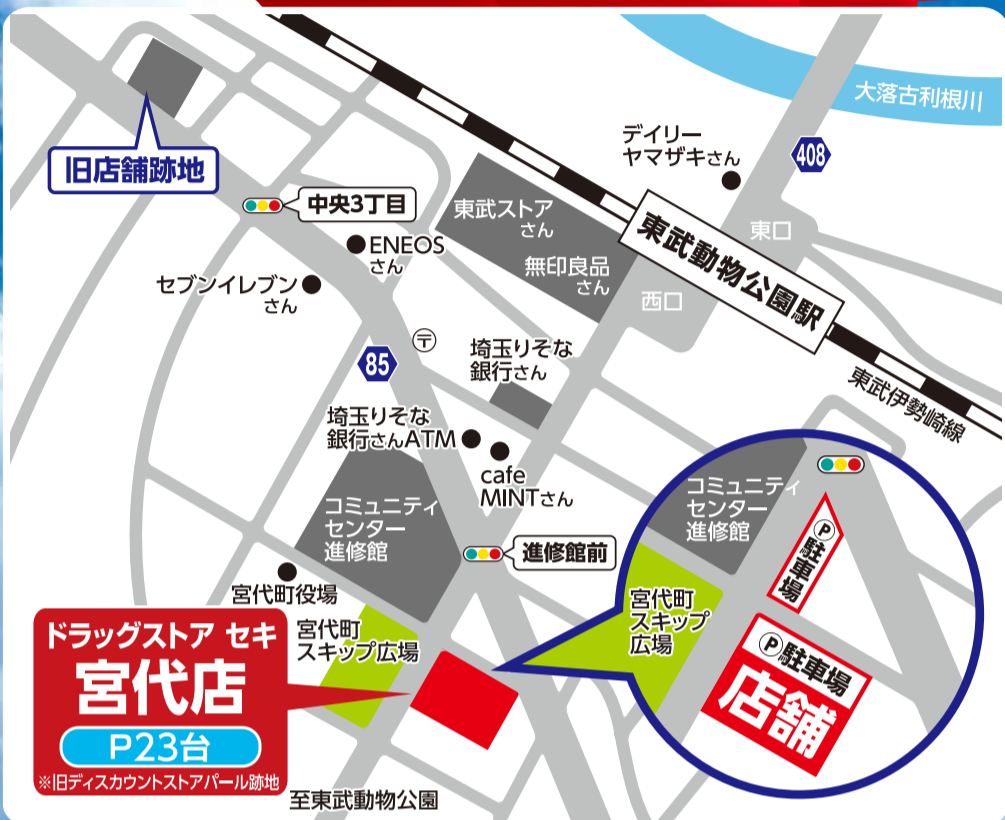 大落古利根川
デイリー
ヤマザキさん
408
旧店舗跡地
中央3丁目
東武ストア
さん
無印良品
さん
東武動物公園駅
東口
西口
ENEOS
さん
セブンイレブン
さん
〒
85
埼玉りそな
銀行さん
東武伊勢崎線
埼玉りそな
銀行さんATM
cafe
MINTさん
コミュニティ
センター
進修館
進修館前
宮代町役場
宮代町
スキップ広場
ドラッグストア セキ
宮代店
P23台
※旧ディスカウントストアパール跡地
至東武動物公園
コミュニティ
センター
進修館
宮代町
スキップ
広場
P
駐車場
P駐車場
店舗